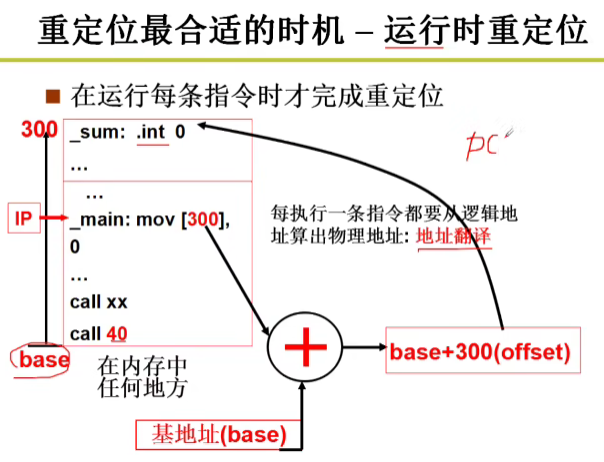 重定位最合适的时机 – 运行时重定位
■ 在运行每条指令时才完成重定位
300
_sum: .int 0
…
PC
…
IP
_main: mov [300],
0
…
call xx
call 40
每执行一条指令都要从逻辑地
址算出物理地址: 地址翻译
base
在内存中
任何地方
+
base+300(offset)
基地址(base)